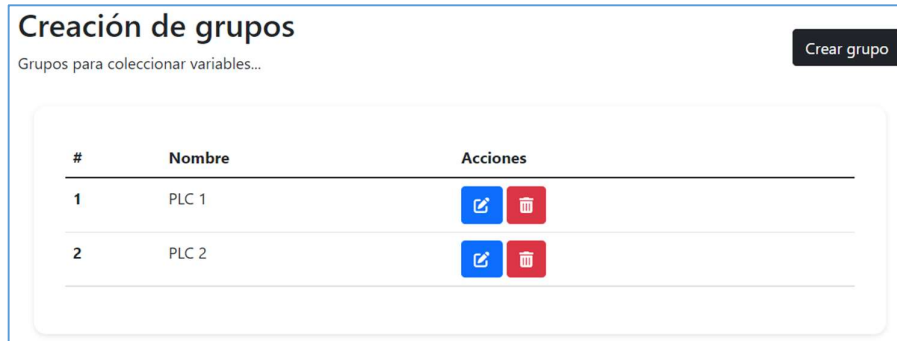 Creación de grupos
Crear grupo
Grupos para coleccionar variables...
# Nombre Acciones
1 PLC 1
2 PLC 2